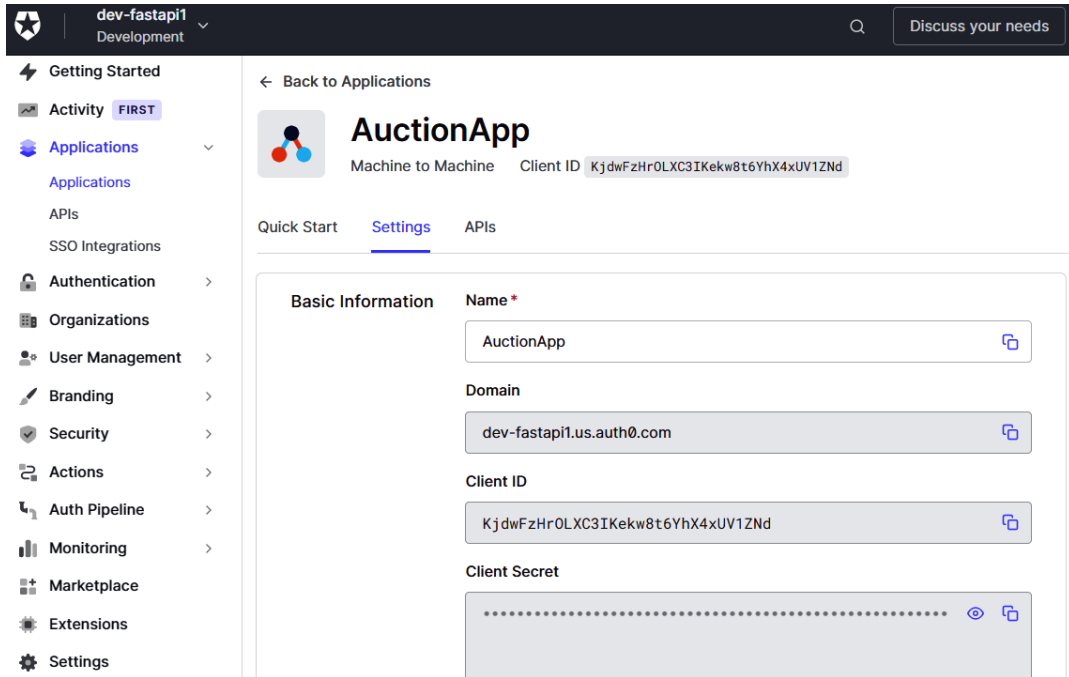 dev-fastapi1
Development
Discuss your needs
Getting Started
Activity FIRST
Applications
Applications
APIs
SSO Integrations
Authentication
Organizations
User Management
Branding
Security
Actions
Auth Pipeline
Monitoring
Marketplace
Extensions
Settings
← Back to Applications
AuctionApp
Machine to Machine Client ID KjdwFzHrOLXC3IKekw8t6YhX4xUV1ZNd
Quick Start Settings APIs
Basic Information
Name *
AuctionApp
Domain
dev-fastapi1.us.auth0.com
Client ID
KjdwFzHrOLXC3IKekw8t6YhX4xUV1ZNd
Client Secret